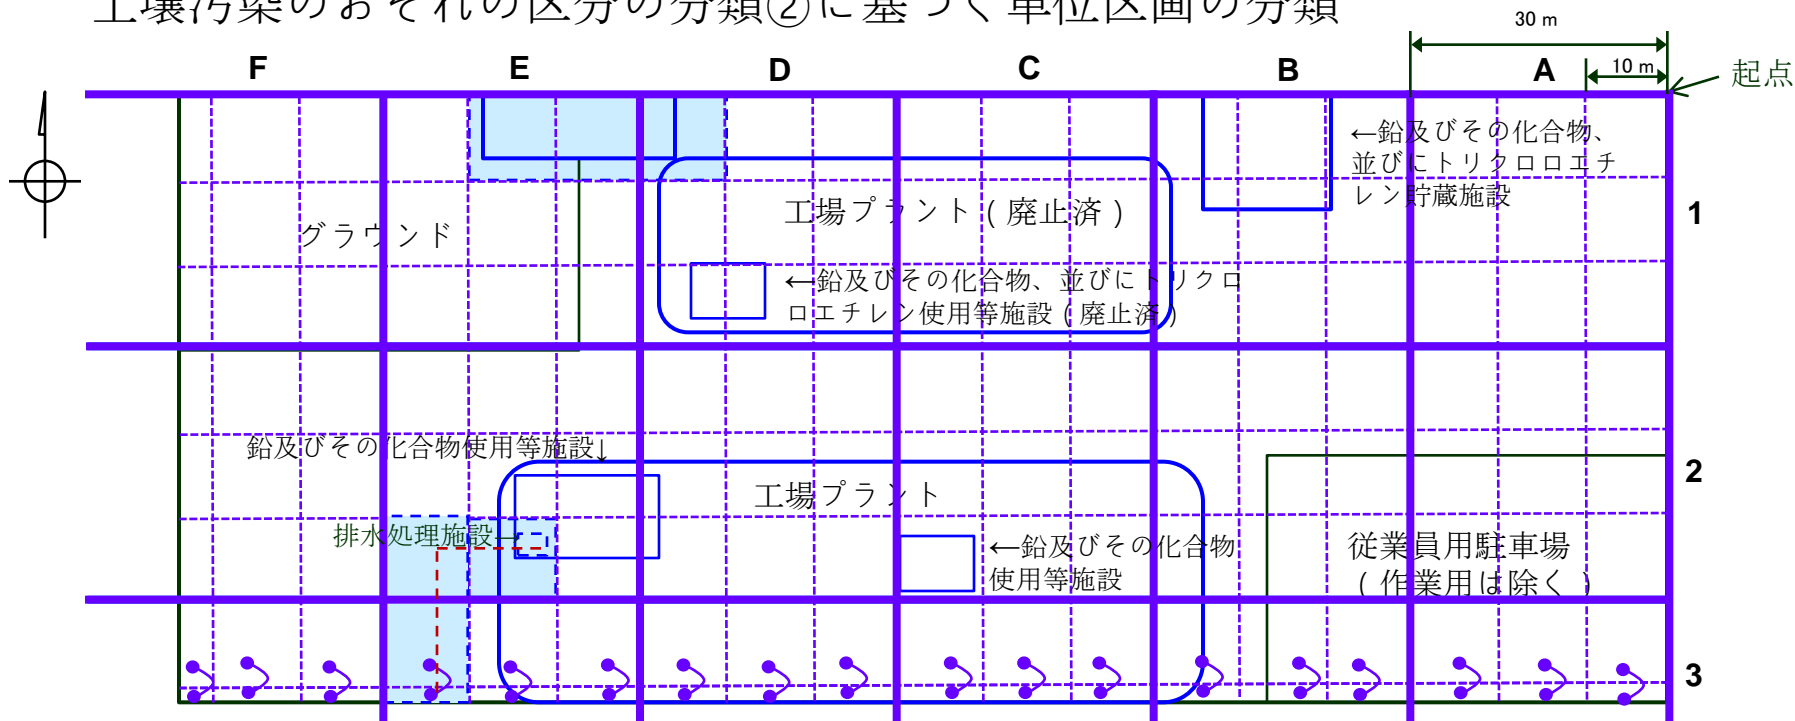 土壌汚染のおそれの区分の分類②に基づく単位区画の分類
30 m
F E D C B A
10 m
起点
←鉛及びその化合物、
並びにトリクロロエチ
レン貯蔵施設
工場プラント(廃止済)
1
グラウンド
←鉛及びその化合物、並びにトリクロ
ロエチレン使用等施設(廃止済)
鉛及びその化合物使用等施設↓
2
工場プラント
排水処理施設→
←鉛及びその化合物
使用等施設
従業員用駐車場
(作業用は除く)
3